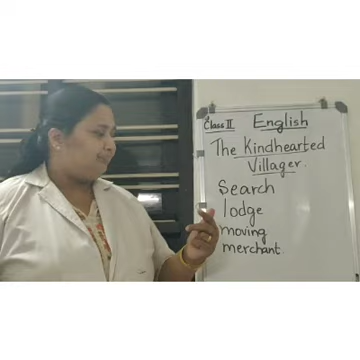 Class II English
The Kindhearted
Villager.
Search
lodge
moving
merchant.